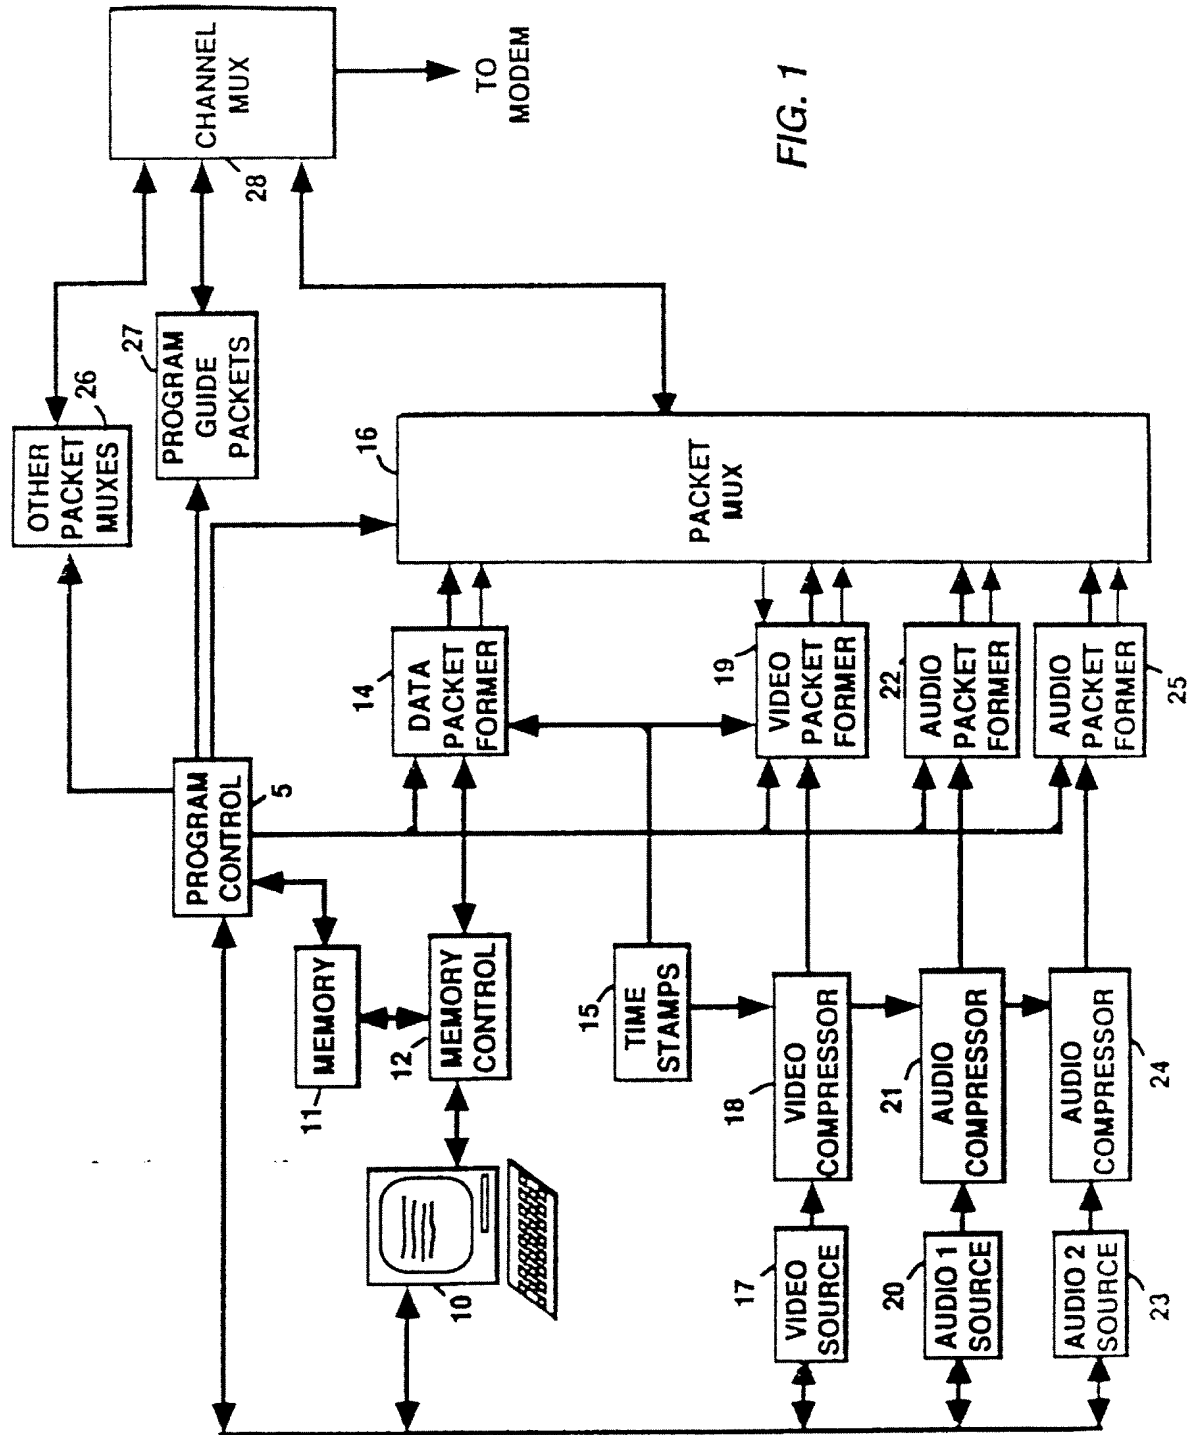 OTHER
PACKET
MUXES
26
PROGRAM
GUIDE
PACKETS
27
CHANNEL
MUX
28
TO
MODEM
PROGRAM
CONTROL
5
MEMORY
11
MEMORY
CONTROL
12
10
DATA
PACKET
FORMER
14
PACKET
MUX
16
TIME
STAMPS
15
VIDEO
SOURCE
17
VIDEO
COMPRESSOR
18
VIDEO
PACKET
FORMER
19
AUDIO 1
SOURCE
20
AUDIO
COMPRESSOR
21
AUDIO
PACKET
FORMER
22
AUDIO 2
SOURCE
23
AUDIO
COMPRESSOR
24
AUDIO
PACKET
FORMER
25
FIG. 1